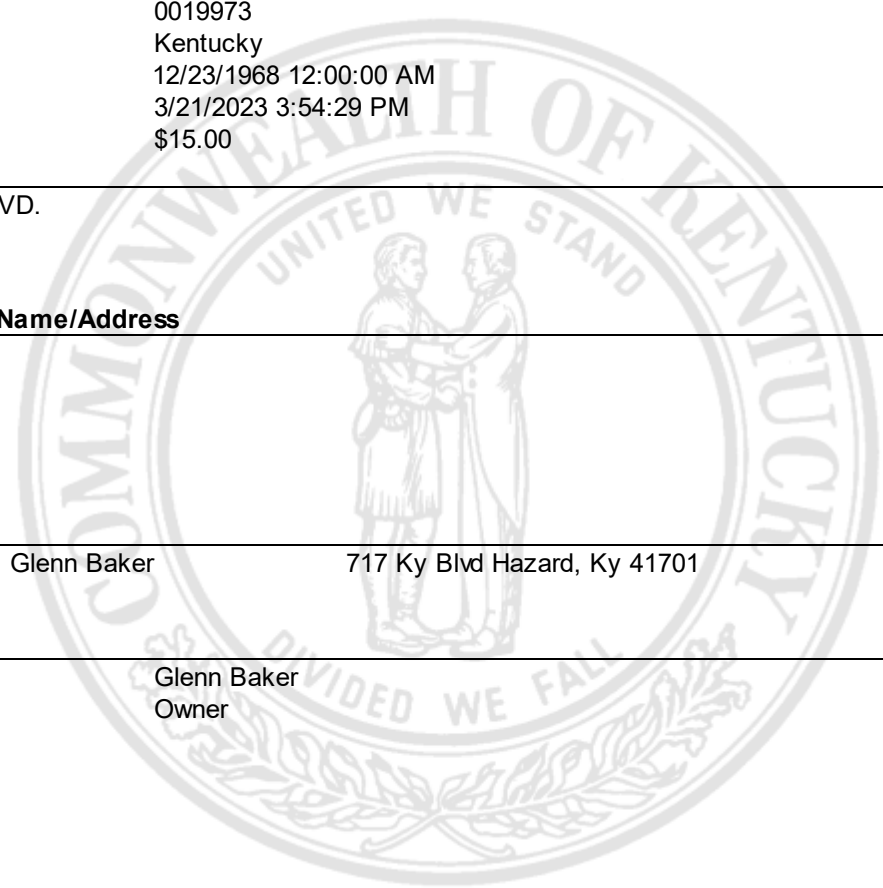 0019973
Kentucky
12/23/1968 12:00:00 AM
3/21/2023 3:54:29 PM
$15.00
VD.
Name/Address
Glenn Baker 717 Ky Blvd Hazard, Ky 41701
Glenn Baker
Owner
COMMONWEALTH OF KENTUCKY
UNITED WE STAND
DIVIDED WE FALL